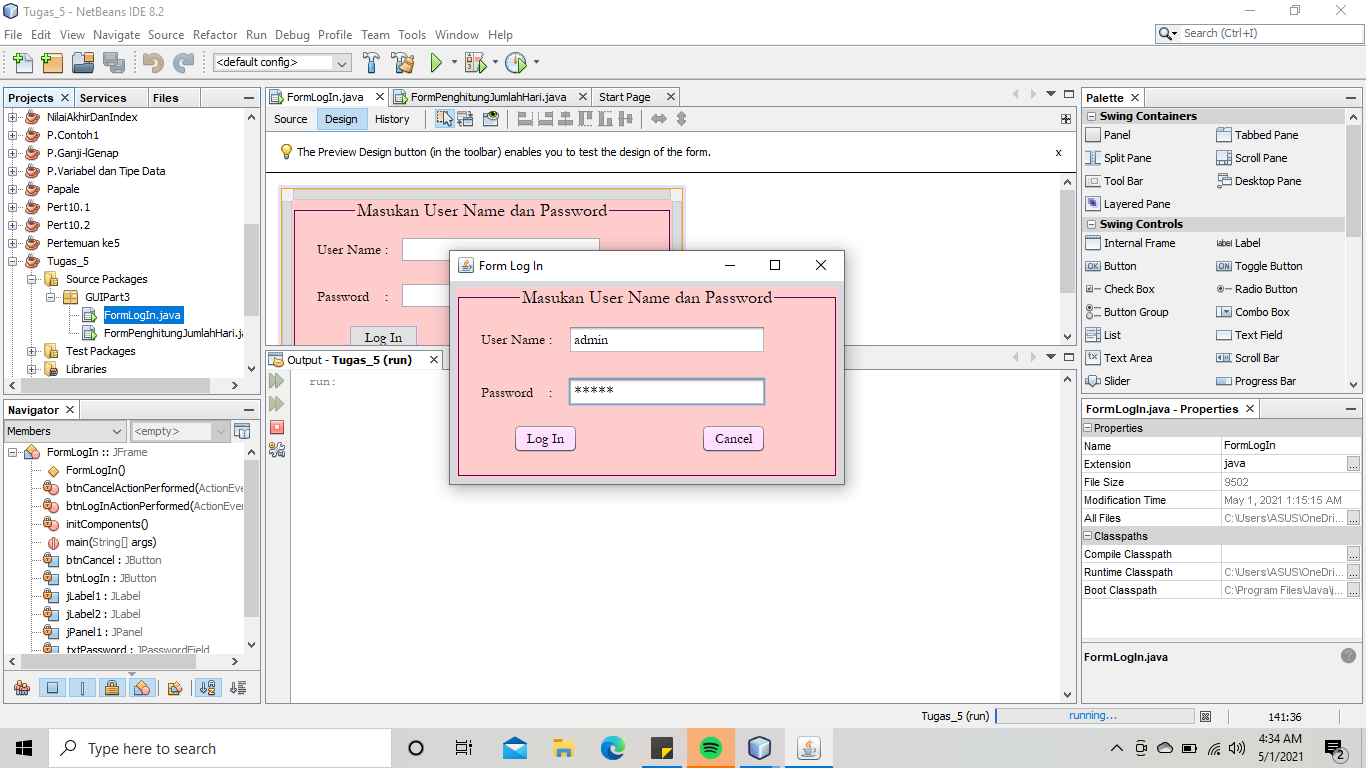 Tugas_5 - NetBeans IDE 8.2
File Edit View Navigate Source Refactor Run Debug Profile Team Tools Window Help
Search (Ctrl+I)
<default config>
Projects Services Files
NilaiAkhirDanIndex
P.Contoh1
P.Ganji-lGenap
P.Variabel dan Tipe Data
Papale
Pert10.1
Pert10.2
Pertemuan ke5
Tugas_5
Source Packages
GUIPart3
FormLogIn.java
FormPenghitungJumlahHari.ja
Test Packages
Libraries
Navigator
Members
<empty>
FormLogIn :: JFrame
FormLogIn()
btnCancelActionPerformed(ActionEve
btnLogInActionPerformed(ActionEve
initComponents()
main(String[] args)
btnCancel : JButton
btnLogIn : JButton
jLabel1 : JLabel
jLabel2 : JLabel
jPanel1 : JPanel
txtPassword : JPasswordField
FormLogIn.java FormPenghitungJumlahHari.java Start Page
Source Design History
The Preview Design button (in the toolbar) enables you to test the design of the form. x
Masukan User Name dan Password
User Name :
Password :
Log In
Form Log In
Masukan User Name dan Password
User Name : admin
Password : *****
Log In Cancel
Output - Tugas_5 (run)
run:
Palette
Swing Containers
Panel Tabbed Pane
Split Pane Scroll Pane
Tool Bar Desktop Pane
Layered Pane
Swing Controls
Internal Frame label Label
OK Button ON Toggle Button
Check Box Radio Button
Button Group Combo Box
List Text Field
Text Area Scroll Bar
Slider Progress Bar
FormLogIn.java - Properties
Properties
Name FormLogIn
Extension java ...
File Size 9502
Modification Time May 1, 2021 1:15:15 AM
All Files C:\Users\ASUS\OneDri... ...
Classpaths
Compile Classpath ...
Runtime Classpath C:\Users\ASUS\OneDri... ...
Boot Classpath C:\Program Files\Java\j... ...
FormLogIn.java
Tugas_5 (run) running... 141:36
Type here to search
4:34 AM
5/1/2021
2